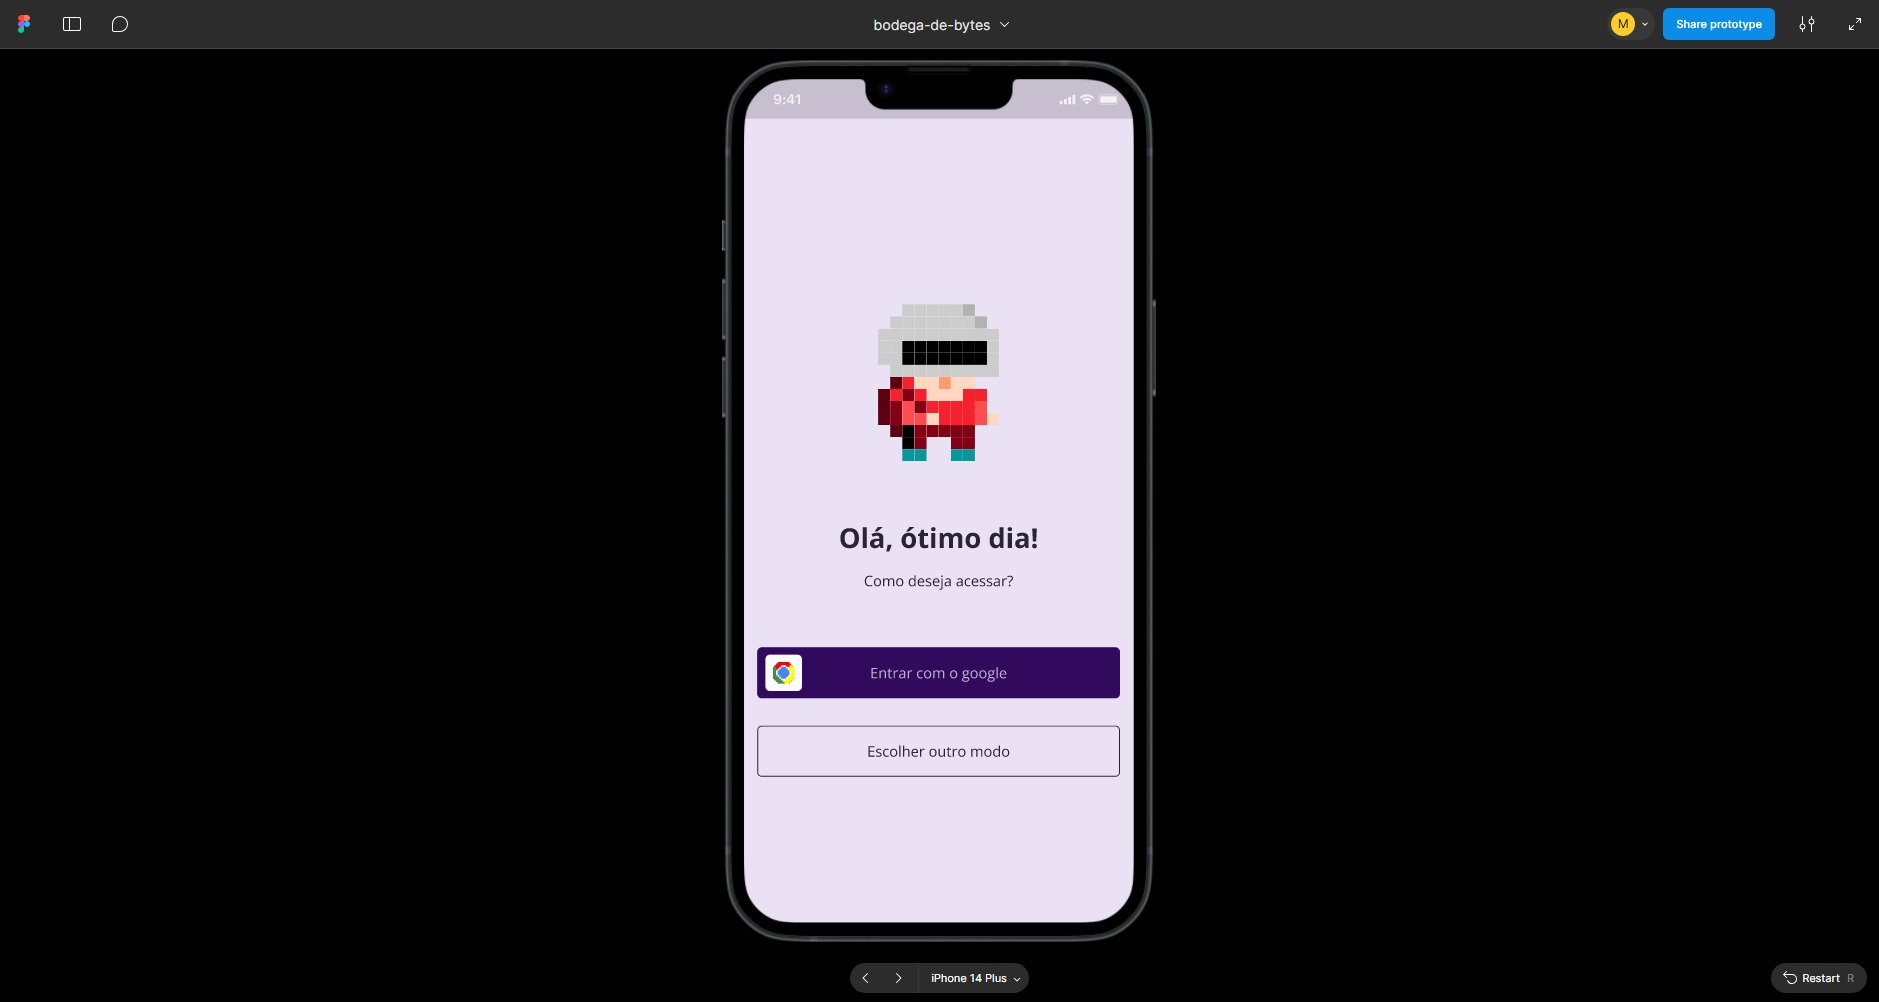 bodega-de-bytes
M
Share prototype
9:41
Olá, ótimo dia!
Como deseja acessar?
Entrar com o google
Escolher outro modo
iPhone 14 Plus
Restart R